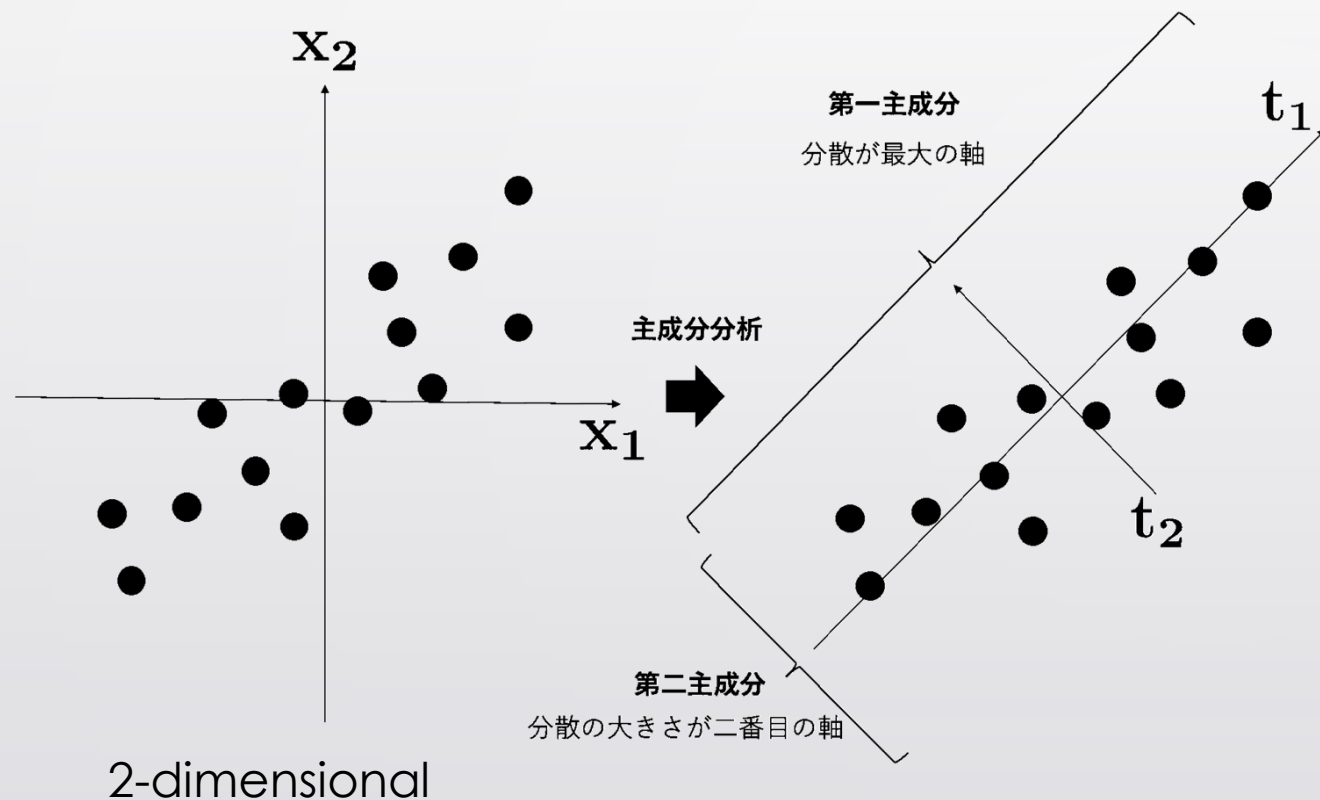 x₂
x₁
2-dimensional
主成分分析
第一主成分
分散が最大の軸
t₁
t₂
第二主成分
分散の大きさが二番目の軸